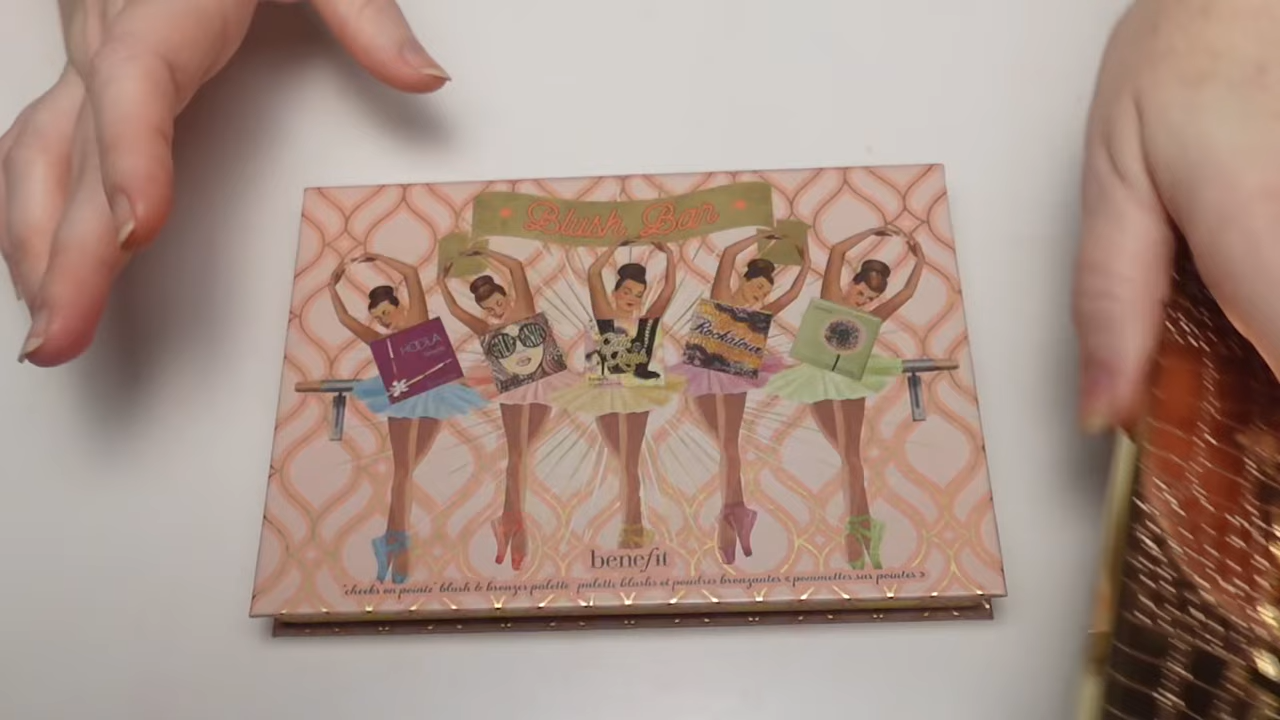 Blush Bar
HOOLA
Rockateur
benefit
"cheeks on pointe" blush & bronzer palette palette blushs et poudres bronzantes « pommettes sur pointes »